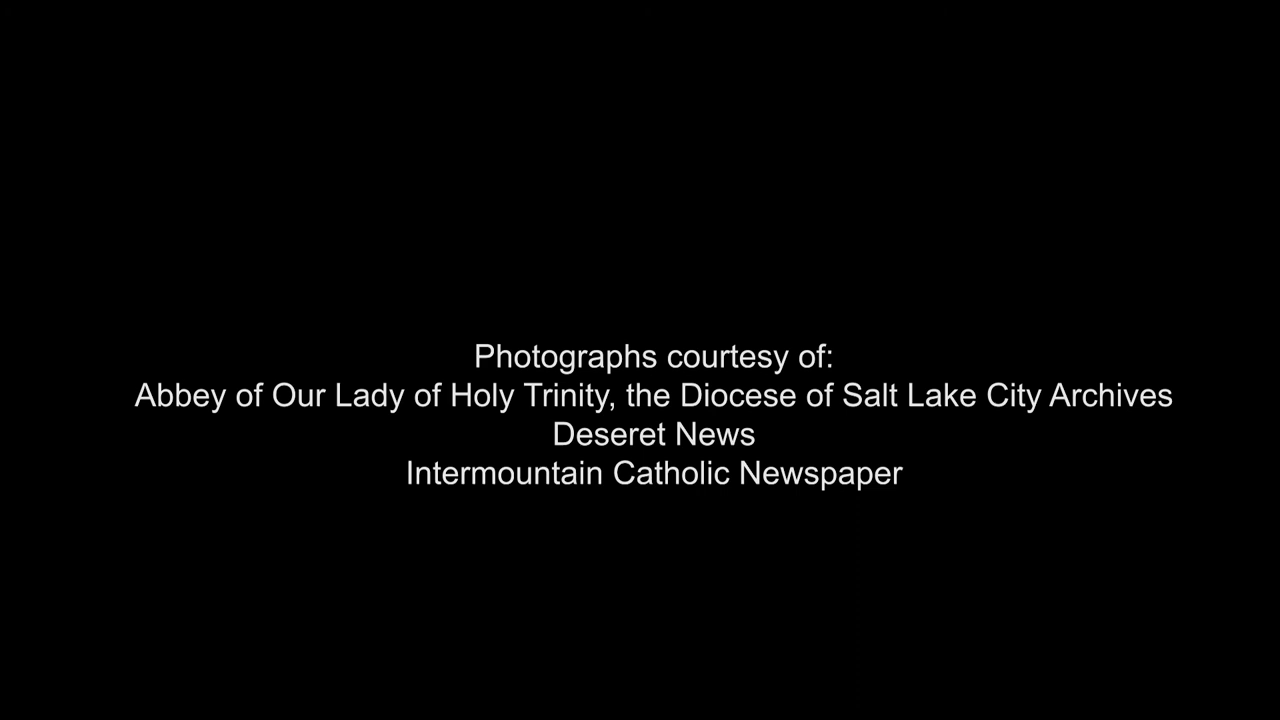 Photographs courtesy of:
Abbey of Our Lady of Holy Trinity, the Diocese of Salt Lake City Archives
Deseret News
Intermountain Catholic Newspaper